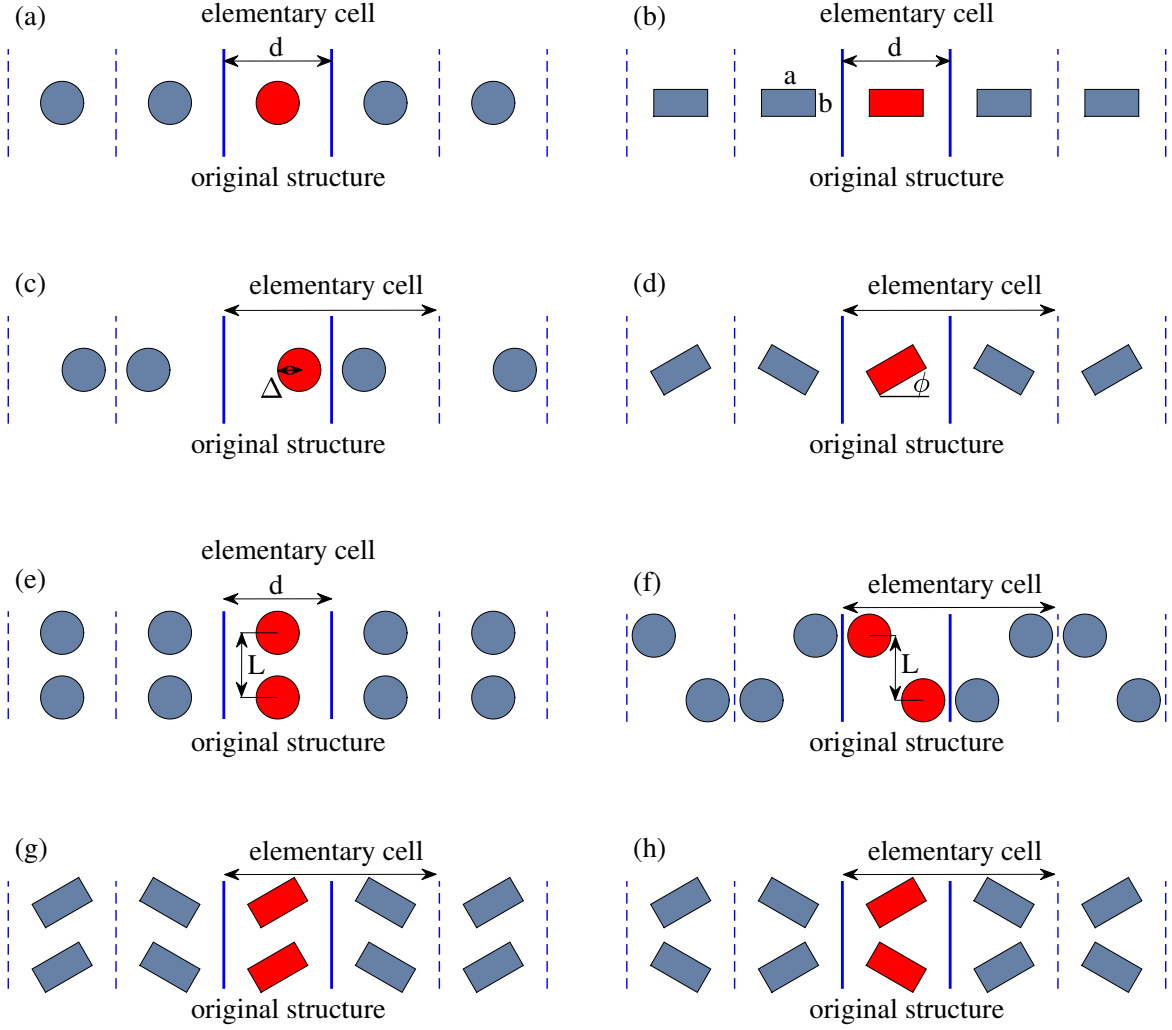 (a)
elementary cell
d
original structure
(b)
elementary cell
d
a
b
original structure
(c)
elementary cell
Δ
original structure
(d)
elementary cell
ϕ
original structure
(e)
elementary cell
d
L
original structure
(f)
elementary cell
L
original structure
(g)
elementary cell
original structure
(h)
elementary cell
original structure